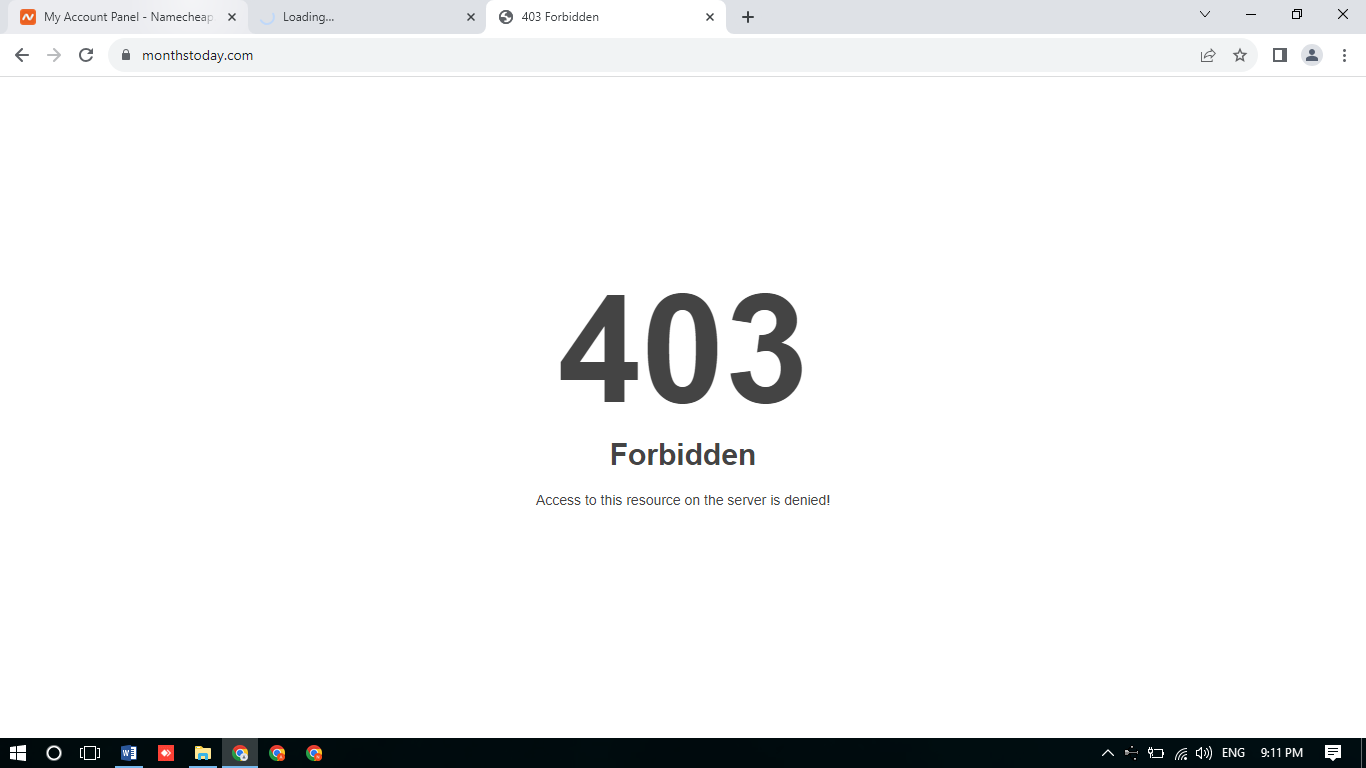 My Account Panel - Namecheap
Loading...
403 Forbidden
monthstoday.com
403
Forbidden
Access to this resource on the server is denied!
ENG
9:11 PM